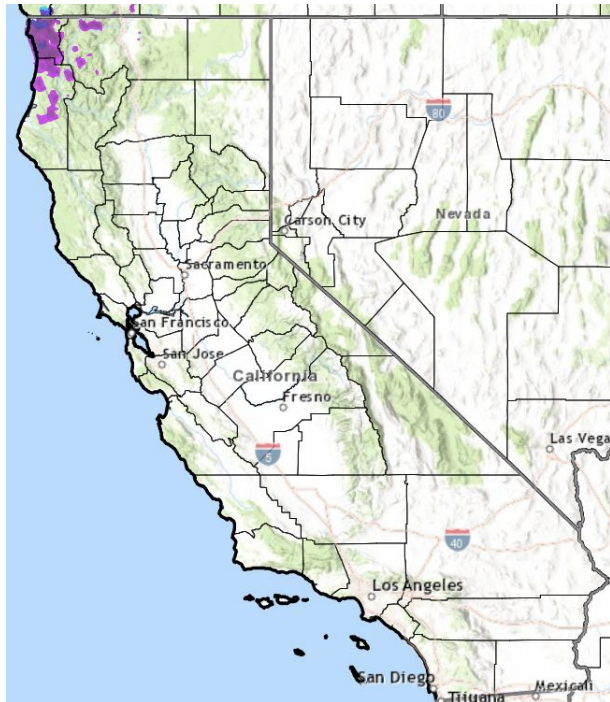 80
Carson City
Nevada
Sacramento
San Francisco
San Jose
California
Fresno
5
Las Vega
40
Los Angeles
San Diego
Mexicali
Tijuana